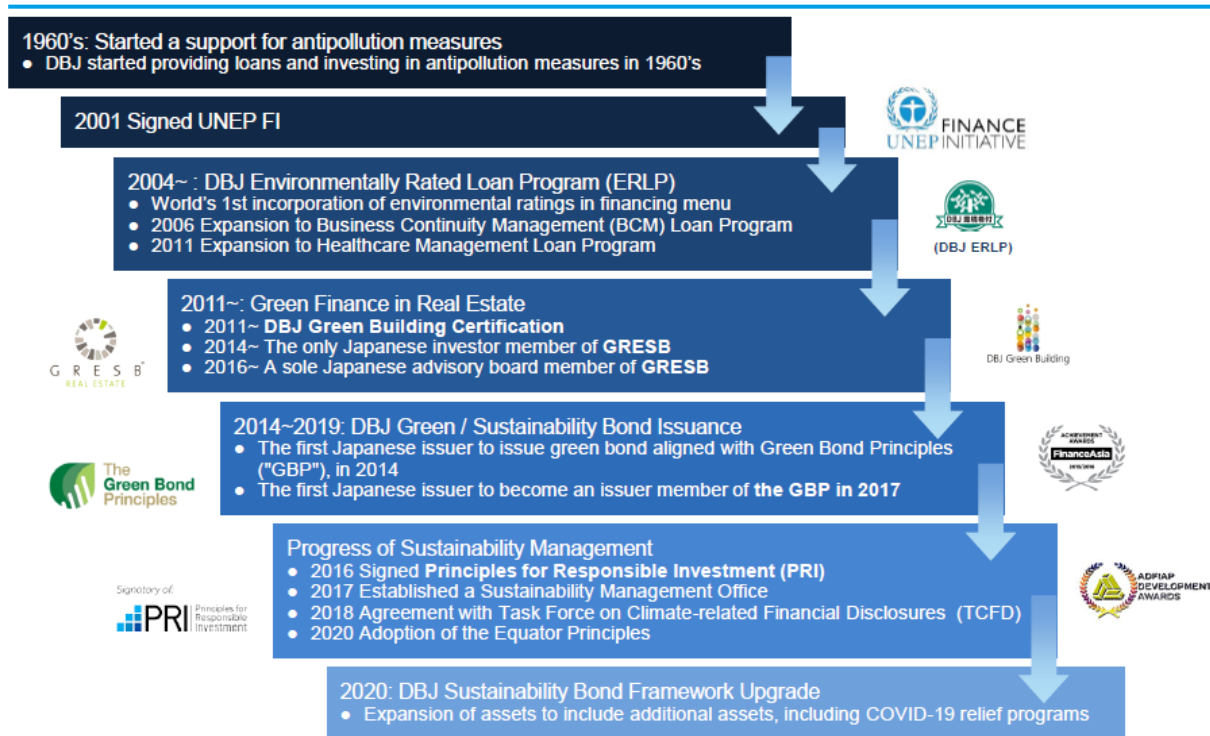 1960's: Started a support for antipollution measures
● DBJ started providing loans and investing in antipollution measures in 1960's
2001 Signed UNEP FI
FINANCE
UNEP INITIATIVE
2004~ : DBJ Environmentally Rated Loan Program (ERLP)
● World's 1st incorporation of environmental ratings in financing menu
● 2006 Expansion to Business Continuity Management (BCM) Loan Program
● 2011 Expansion to Healthcare Management Loan Program
(DBJ ERLP)
2011~: Green Finance in Real Estate
● 2011~ DBJ Green Building Certification
● 2014~ The only Japanese investor member of GRESB
● 2016~ A sole Japanese advisory board member of GRESB
GRESB
REAL ESTATE
DBJ Green Building
2014~2019: DBJ Green / Sustainability Bond Issuance
● The first Japanese issuer to issue green bond aligned with Green Bond Principles
("GBP"), in 2014
● The first Japanese issuer to become an issuer member of the GBP in 2017
The
Green Bond
Principles
ACHIEVEMENT
AWARDS
FinanceAsia
Progress of Sustainability Management
● 2016 Signed Principles for Responsible Investment (PRI)
● 2017 Established a Sustainability Management Office
● 2018 Agreement with Task Force on Climate-related Financial Disclosures (TCFD)
● 2020 Adoption of the Equator Principles
Signatory of:
PRI Principles for
Responsible
Investment
ADFIAP
DEVELOPMENT
AWARDS
2020: DBJ Sustainability Bond Framework Upgrade
● Expansion of assets to include additional assets, including COVID-19 relief programs